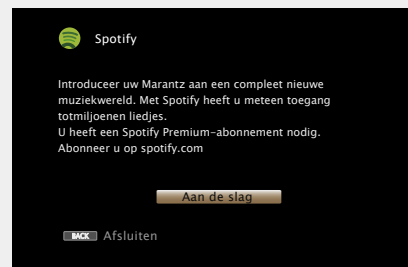 Spotify
Introduceer uw Marantz aan een compleet nieuwe
muziekwereld. Met Spotify heeft u meteen toegang
totmiljoenen liedjes.
U heeft een Spotify Premium-abonnement nodig.
Abonneer u op spotify.com
Aan de slag
BACK Afsluiten